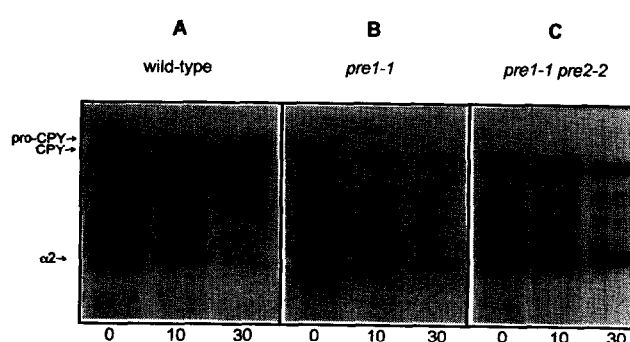 A B C
wild-type pre1-1 pre1-1 pre2-2
pro-CPY→
CPY→
α2→
0 10 30 0 10 30 0 10 30